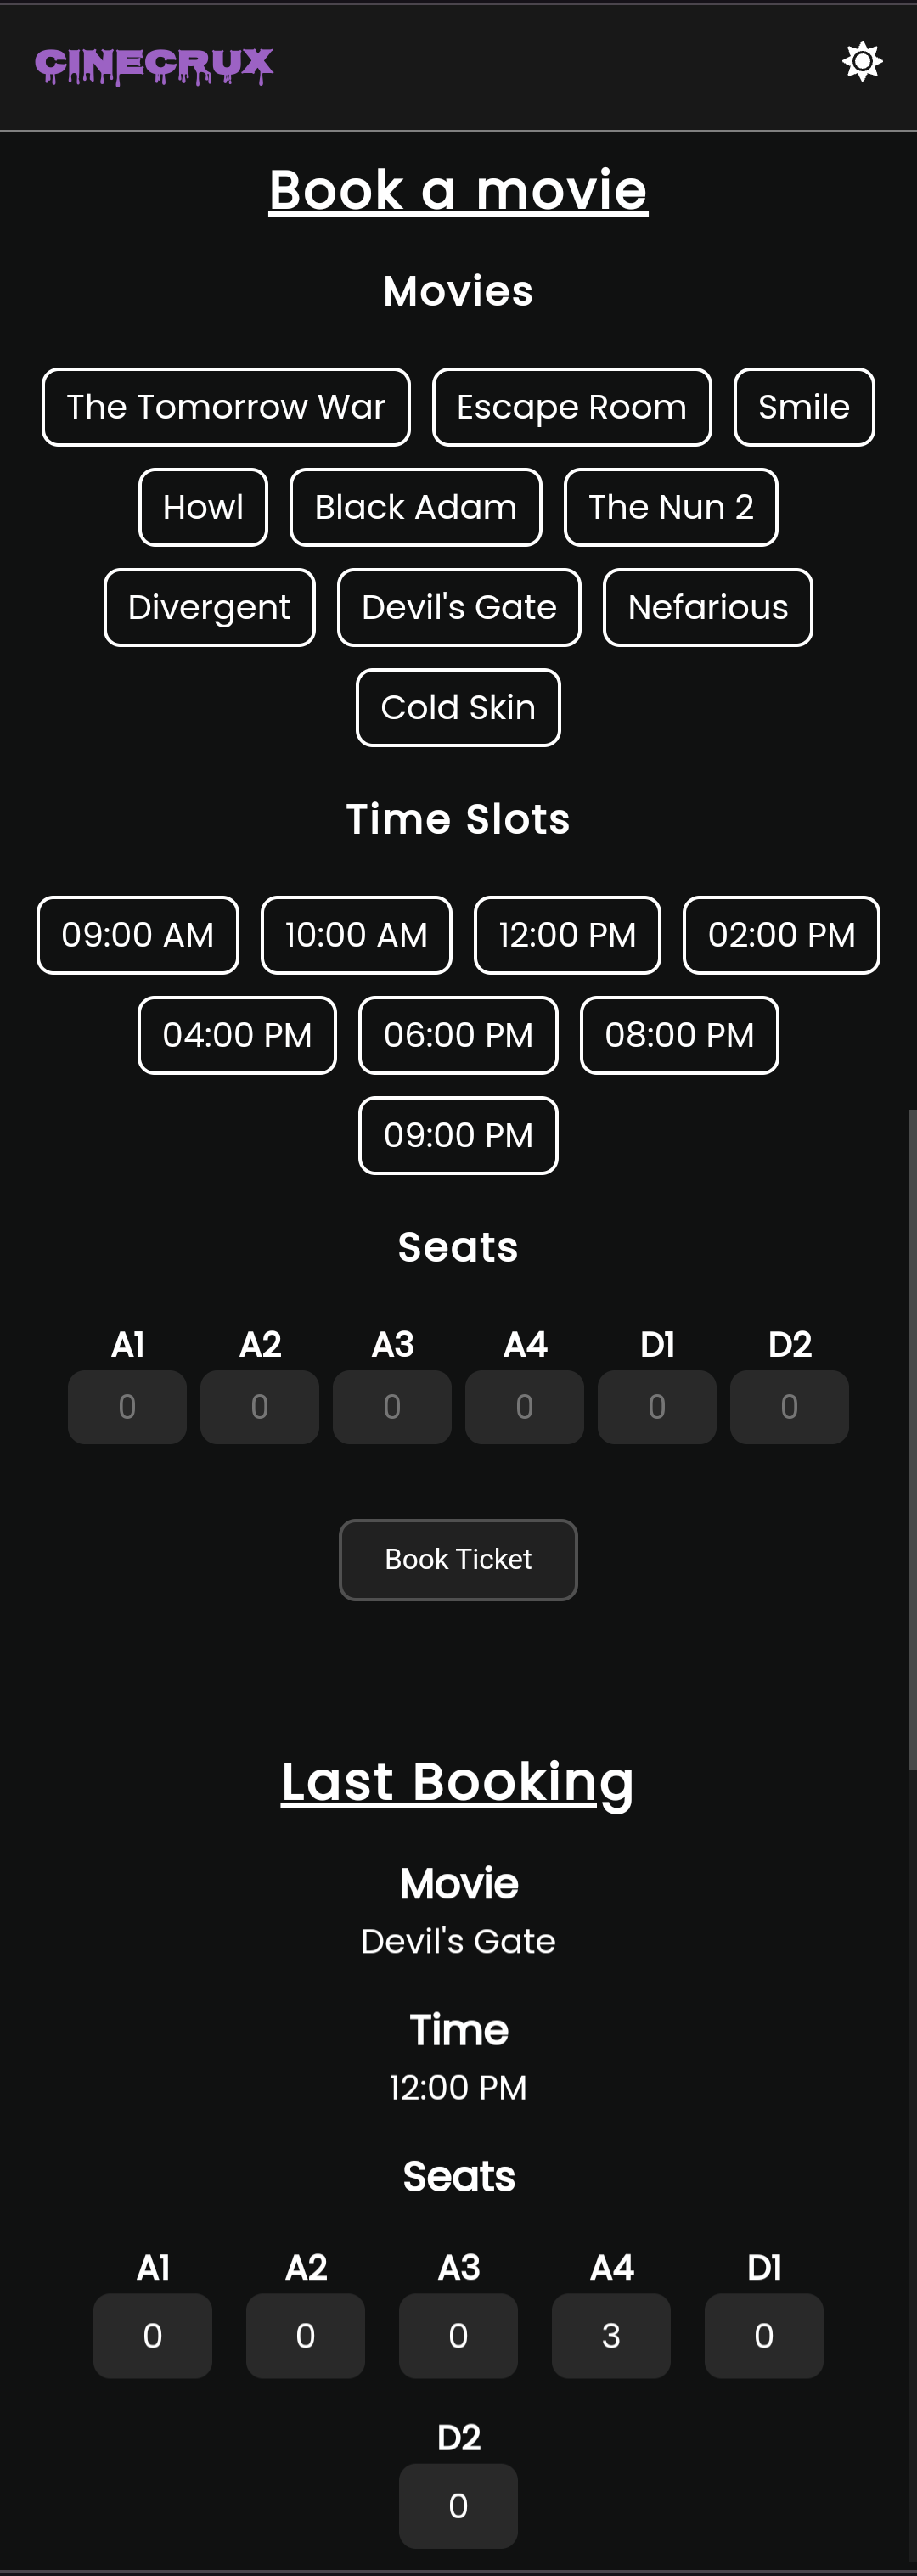 CINECRUX
Book a movie
Movies
The Tomorrow War Escape Room Smile
Howl Black Adam The Nun 2
Divergent Devil's Gate Nefarious
Cold Skin
Time Slots
09:00 AM 10:00 AM 12:00 PM 02:00 PM
04:00 PM 06:00 PM 08:00 PM
09:00 PM
Seats
A1 A2 A3 A4 D1 D2
0 0 0 0 0 0
Book Ticket
Last Booking
Movie
Devil's Gate
Time
12:00 PM
Seats
A1 A2 A3 A4 D1
0 0 0 3 0
D2
0